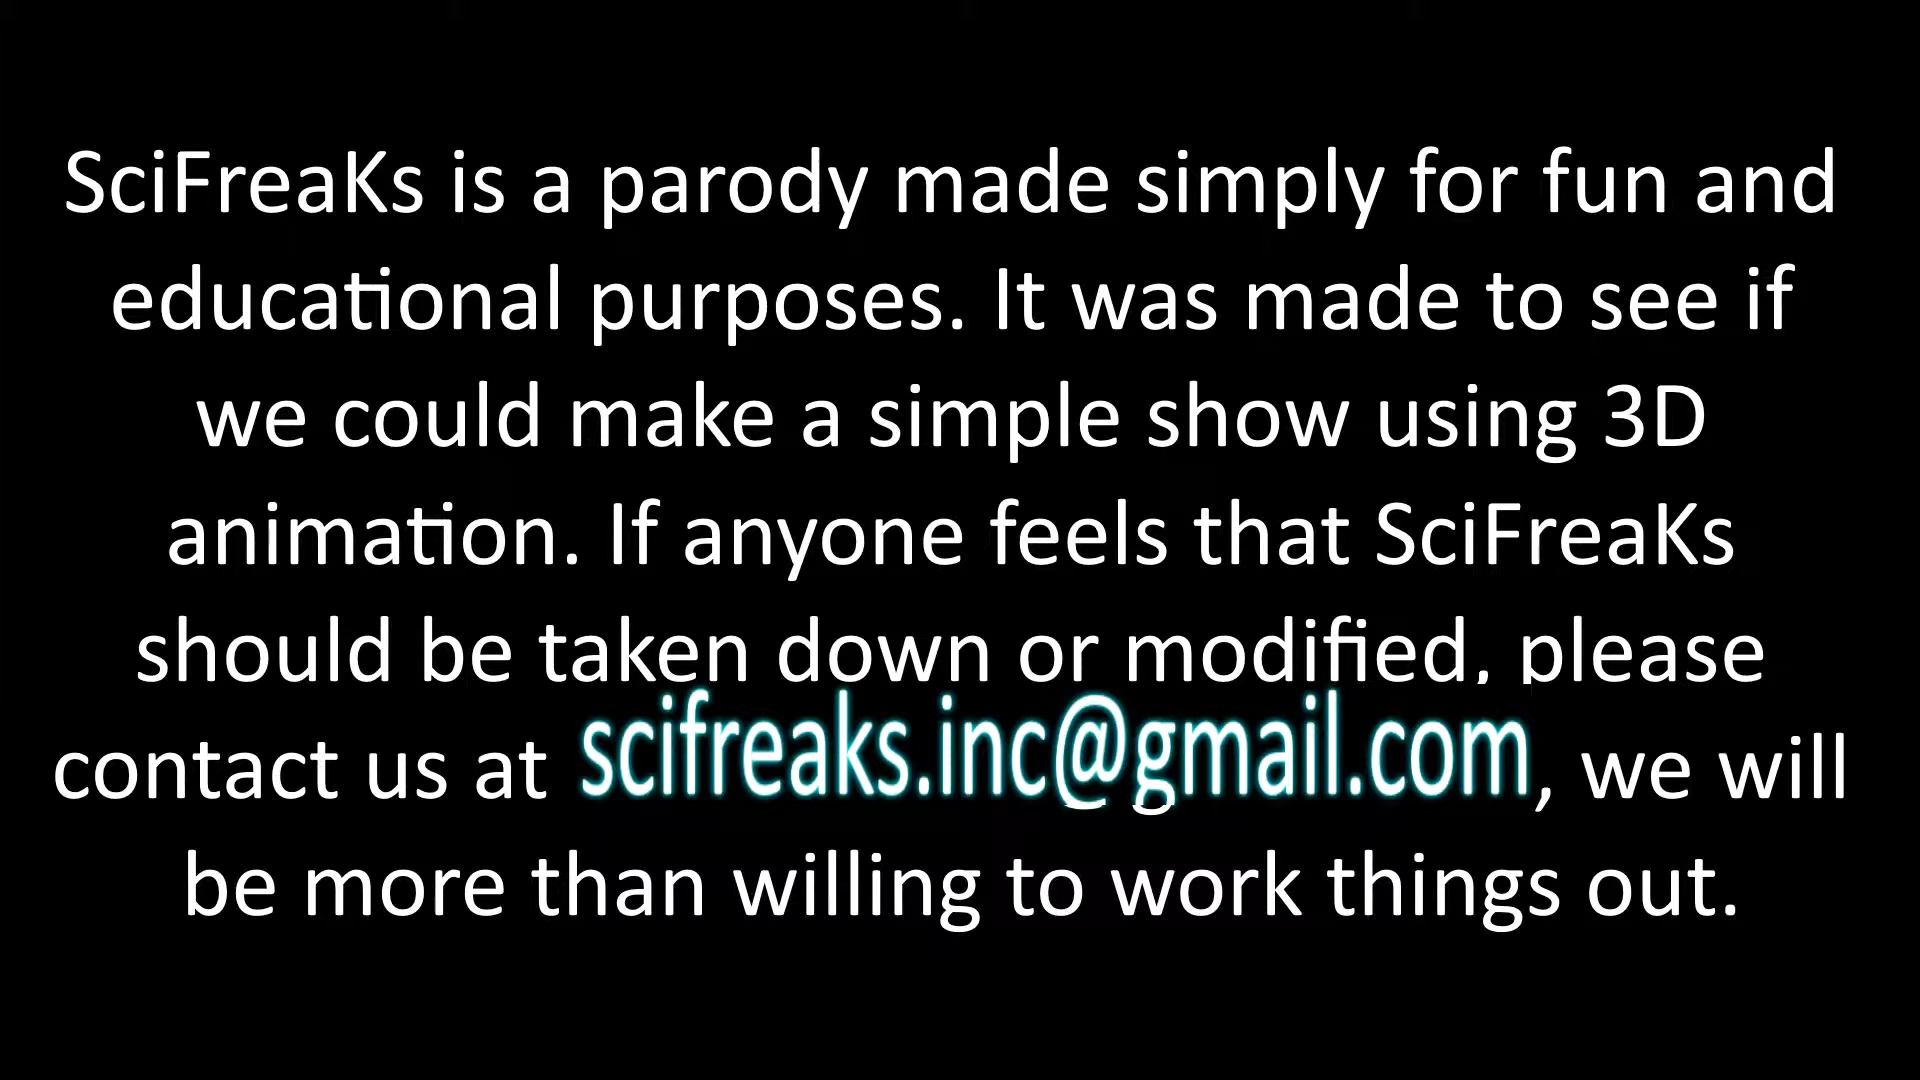 SciFreaKs is a parody made simply for fun and
educational purposes. It was made to see if
we could make a simple show using 3D
animation. If anyone feels that SciFreaKs
should be taken down or modified, please
contact us at scifreaks.inc@gmail.com, we will
be more than willing to work things out.